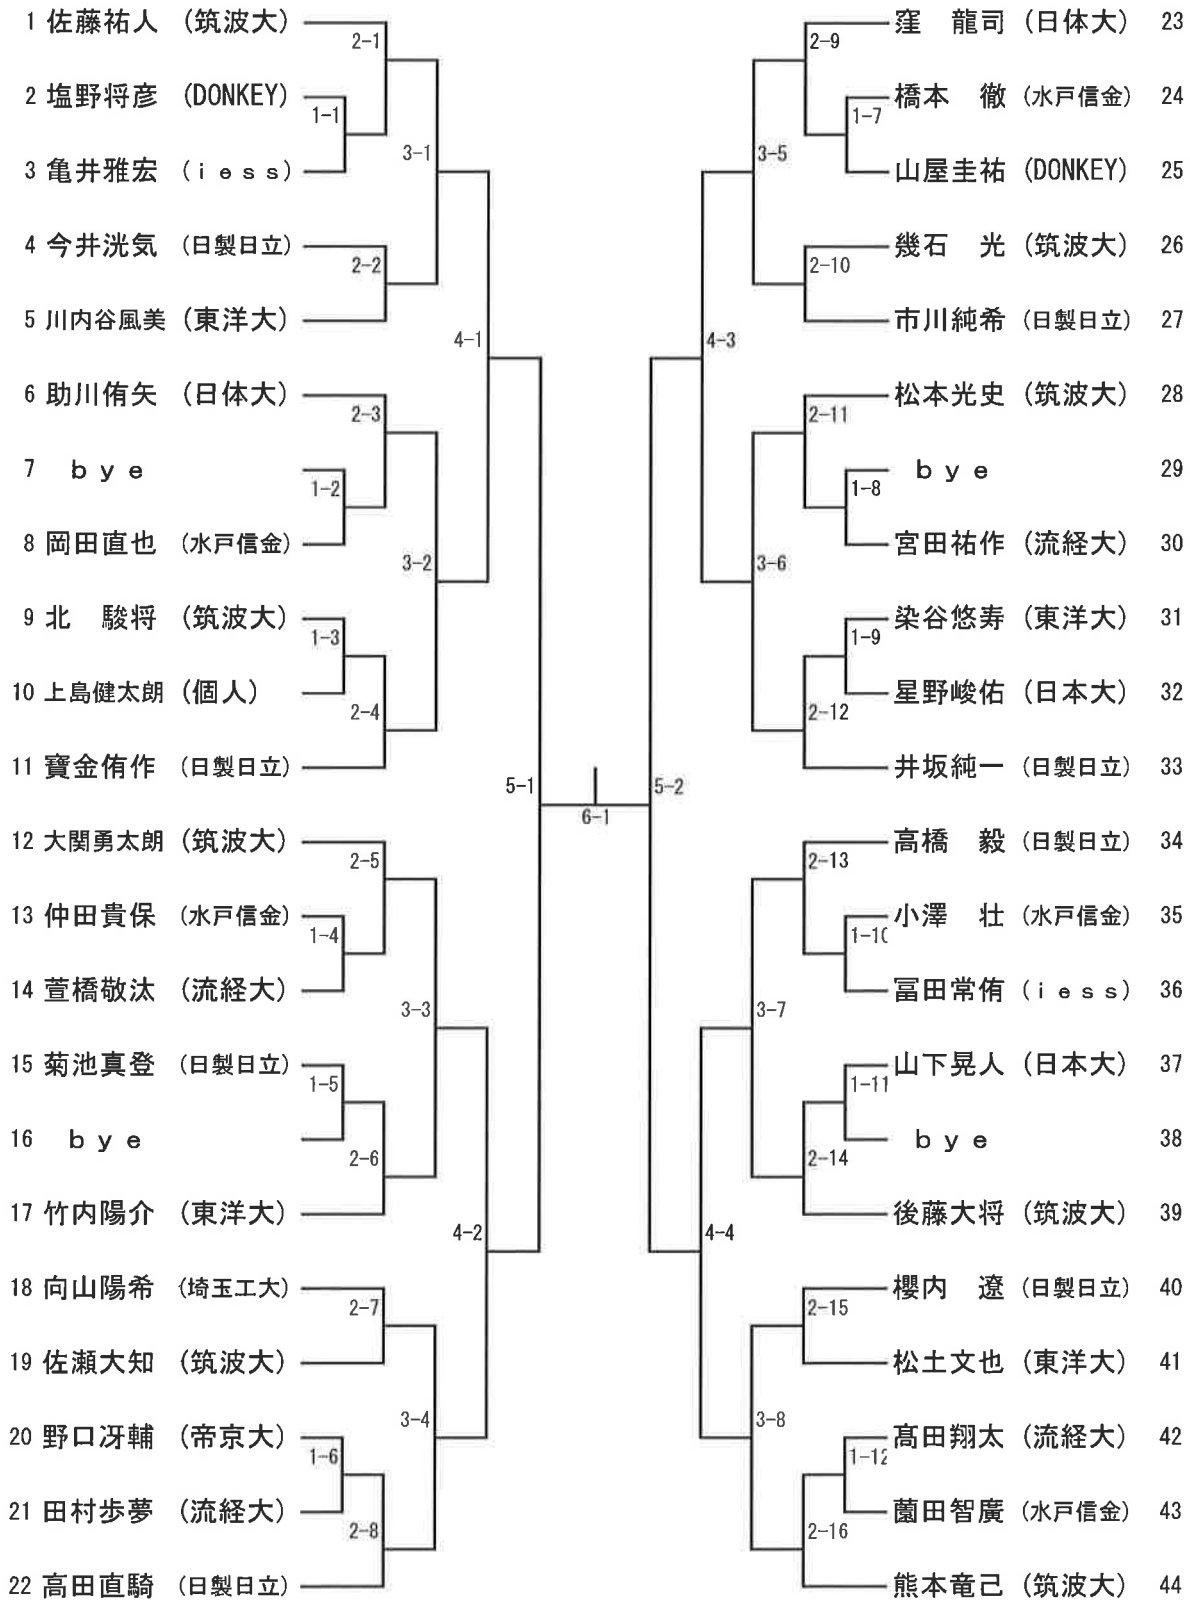 1 佐藤祐人 (筑波大)
2-1
2 塩野将彦 (DONKEY)
1-1
3 亀井雅宏 (iess)
3-1
4 今井洸気 (日製日立)
2-2
5 川内谷風美 (東洋大)
4-1
6 助川侑矢 (日体大)
2-3
7 bye
1-2
8 岡田直也 (水戸信金)
3-2
9 北 駿将 (筑波大)
1-3
10 上島健太朗 (個人)
2-4
11 寶金侑作 (日製日立)
5-1
12 大関勇太朗 (筑波大)
2-5
13 仲田貴保 (水戸信金)
1-4
14 萱橋敬汰 (流経大)
3-3
15 菊池真登 (日製日立)
1-5
16 bye
2-6
17 竹内陽介 (東洋大)
4-2
18 向山陽希 (埼玉工大)
2-7
19 佐瀬大知 (筑波大)
3-4
20 野口冴輔 (帝京大)
1-6
21 田村歩夢 (流経大)
2-8
22 高田直騎 (日製日立)
6-1
窪 龍司 (日体大) 23
2-9
橋本 徹 (水戸信金) 24
1-7
3-5
山屋圭祐 (DONKEY) 25
幾石 光 (筑波大) 26
2-10
市川純希 (日製日立) 27
4-3
松本光史 (筑波大) 28
2-11
bye 29
1-8
宮田祐作 (流経大) 30
3-6
染谷悠寿 (東洋大) 31
1-9
星野峻佑 (日本大) 32
2-12
井坂純一 (日製日立) 33
5-2
高橋 毅 (日製日立) 34
2-13
小澤 壮 (水戸信金) 35
1-10
冨田常侑 (iess) 36
3-7
山下晃人 (日本大) 37
1-11
bye 38
2-14
後藤大将 (筑波大) 39
4-4
櫻内 遼 (日製日立) 40
2-15
松土文也 (東洋大) 41
3-8
髙田翔太 (流経大) 42
1-12
薗田智廣 (水戸信金) 43
2-16
熊本竜己 (筑波大) 44